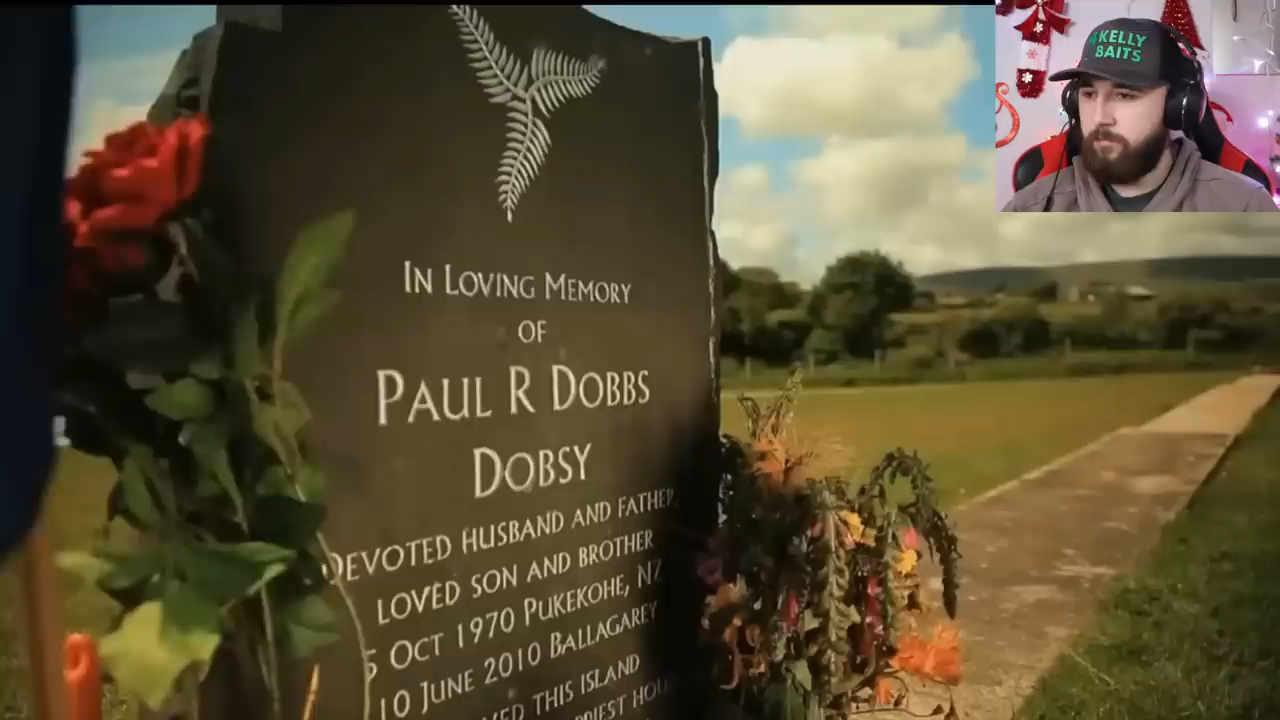 KELLY
BAITS
IN LOVING MEMORY
OF
PAUL R DOBBS
DOBSY
DEVOTED HUSBAND AND FATHER
LOVED SON AND BROTHER
5 OCT 1970 PUKEKOHE, NZ
10 JUNE 2010 BALLAGAREY
THIS ISLAND